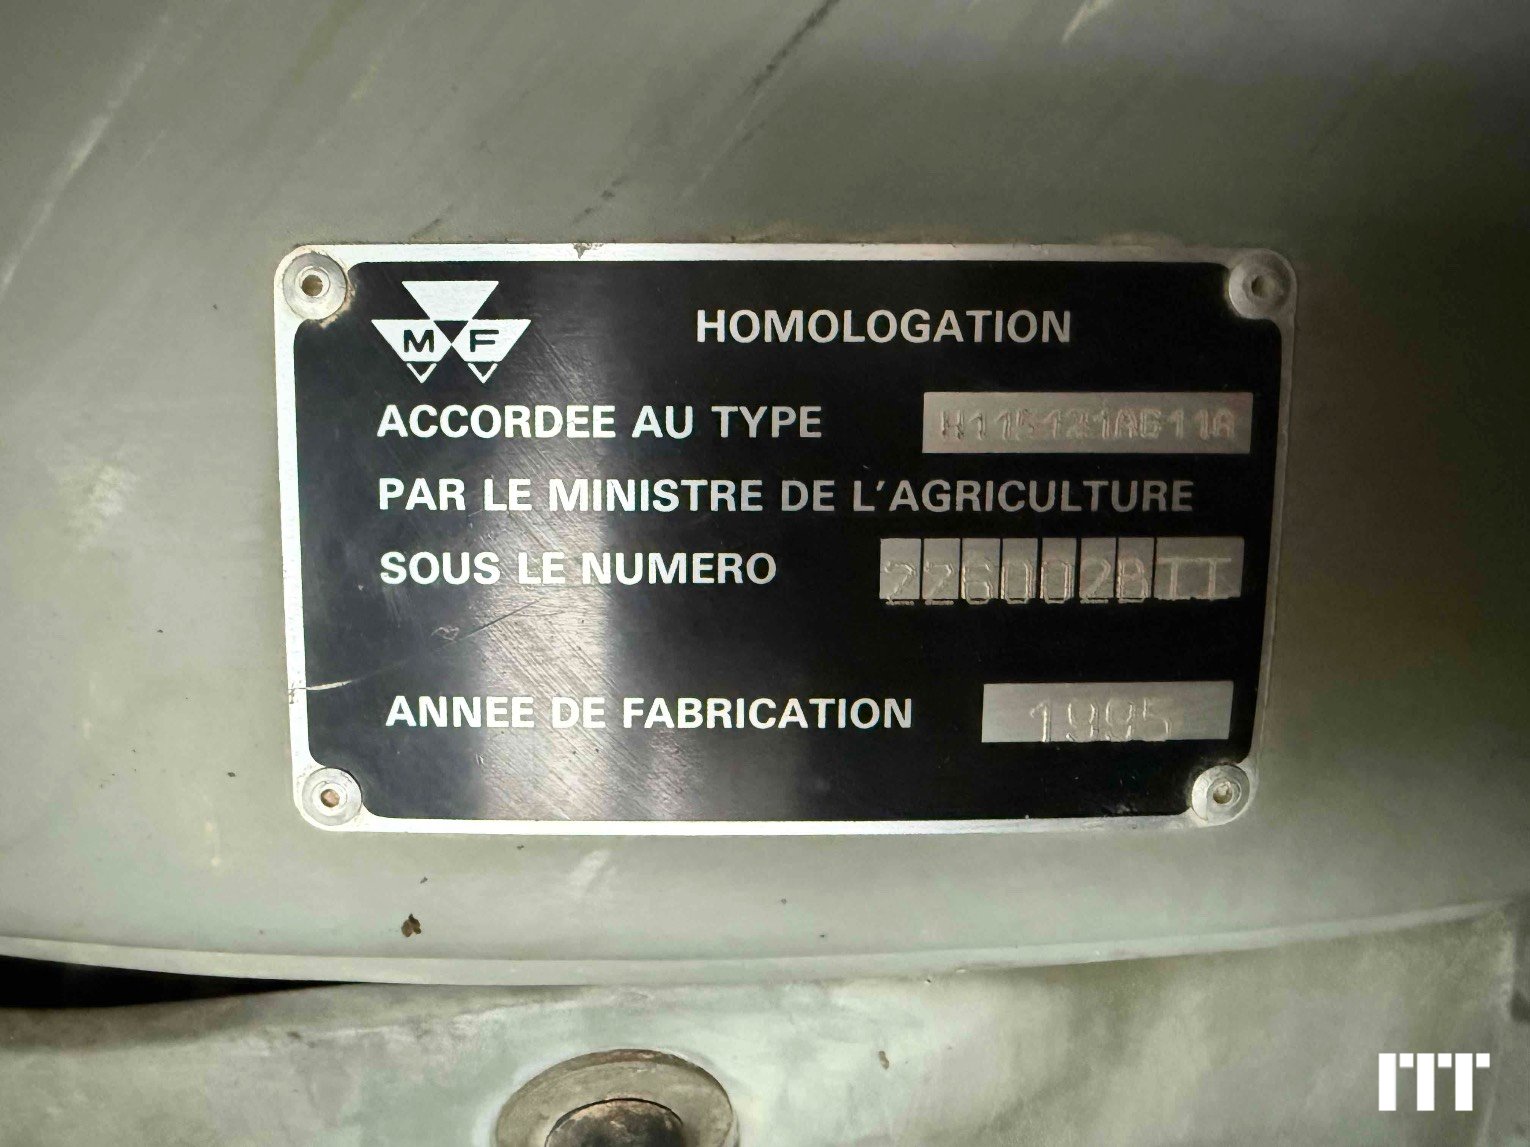 M F
HOMOLOGATION
ACCORDEE AU TYPE
PAR LE MINISTRE DE L'AGRICULTURE
SOUS LE NUMERO
ANNEE DE FABRICATION 1995